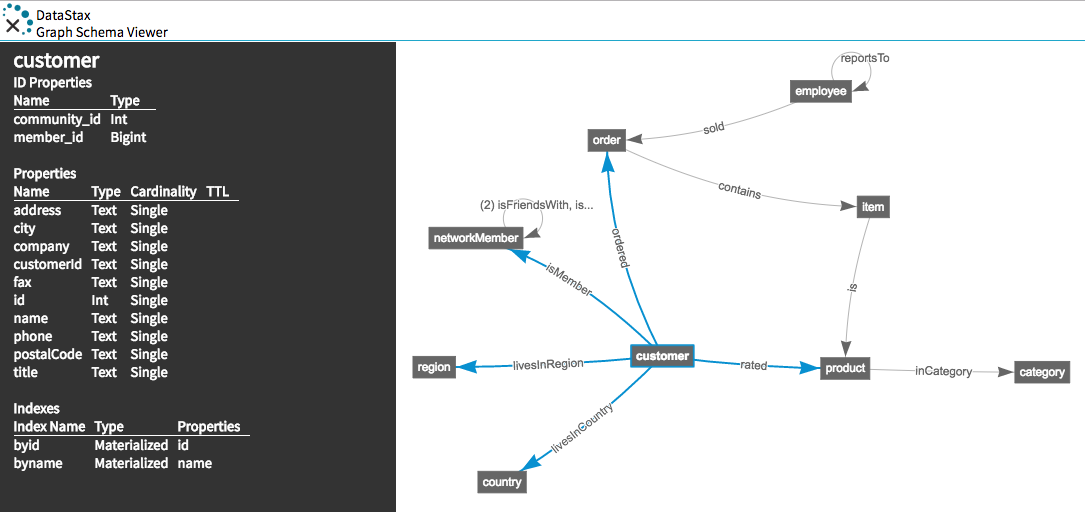 DataStax
Graph Schema Viewer
customer
ID Properties
Name Type
community_id Int
member_id Bigint
Properties
Name Type Cardinality TTL
address Text Single
city Text Single
company Text Single
customerId Text Single
fax Text Single
id Int Single
name Text Single
phone Text Single
postalCode Text Single
title Text Single
Indexes
Index Name Type Properties
byid Materialized id
byname Materialized name
reportsTo
employee
sold
order
contains
item
(2) isFriendsWith, is...
networkMember
ordered
isMember
is
customer
region
livesInRegion
rated
product
inCategory
category
livesInCountry
country